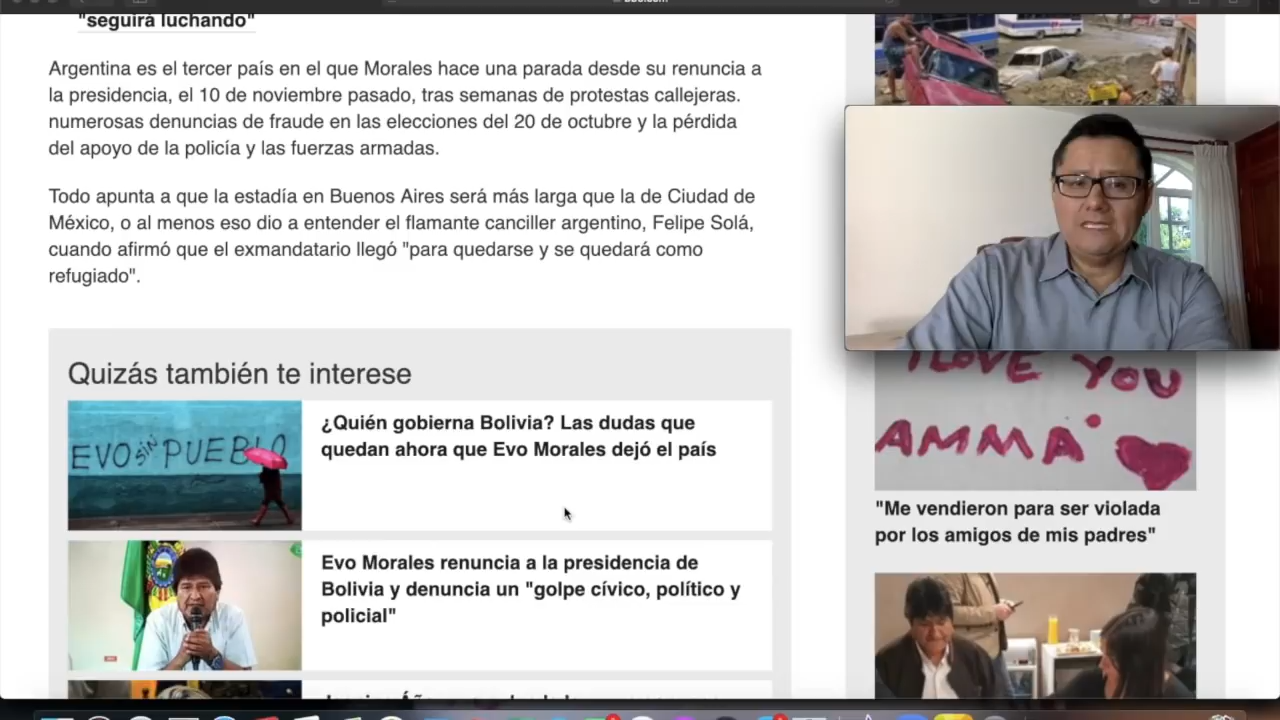 "seguirá luchando"
Argentina es el tercer país en el que Morales hace una parada desde su renuncia a
la presidencia, el 10 de noviembre pasado, tras semanas de protestas callejeras.
numerosas denuncias de fraude en las elecciones del 20 de octubre y la pérdida
del apoyo de la policía y las fuerzas armadas.
Todo apunta a que la estadía en Buenos Aires será más larga que la de Ciudad de
México, o al menos eso dio a entender el flamante canciller argentino, Felipe Solá,
cuando afirmó que el exmandatario llegó "para quedarse y se quedará como
refugiado".
Quizás también te interese
EVO sin PUEBLO
¿Quién gobierna Bolivia? Las dudas que
quedan ahora que Evo Morales dejó el país
Evo Morales renuncia a la presidencia de
Bolivia y denuncia un "golpe cívico, político y
policial"
I LOVE YOU
AMMA
"Me vendieron para ser violada
por los amigos de mis padres"